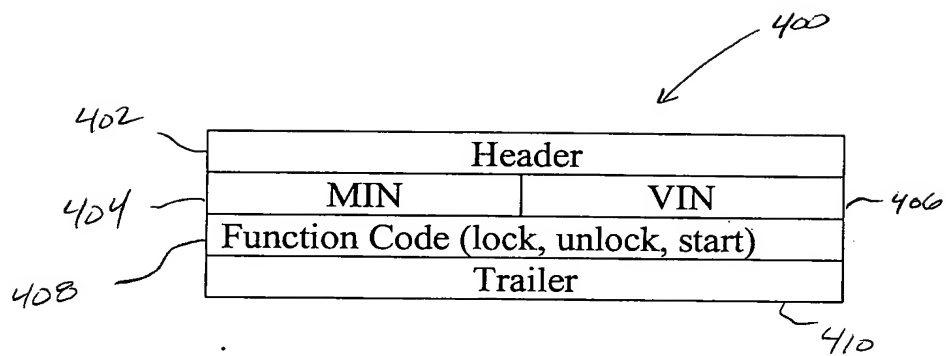 400
402
Header
404 MIN VIN 406
Function Code (lock, unlock, start)
408
Trailer
410